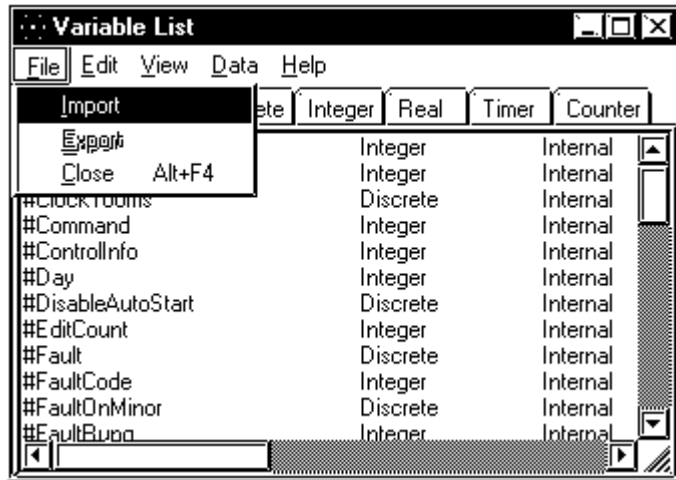 Variable List
File Edit View Data Help
Import
ete Integer Real Timer Counter
Export
Integer Internal
Close Alt+F4
Integer Internal
#ClockTooms Discrete Internal
#Command Integer Internal
#ControlInfo Integer Internal
#Day Integer Internal
#DisableAutoStart Discrete Internal
#EditCount Integer Internal
#Fault Discrete Internal
#FaultCode Integer Internal
#FaultOnMinor Discrete Internal
#FaultRung Integer Internal